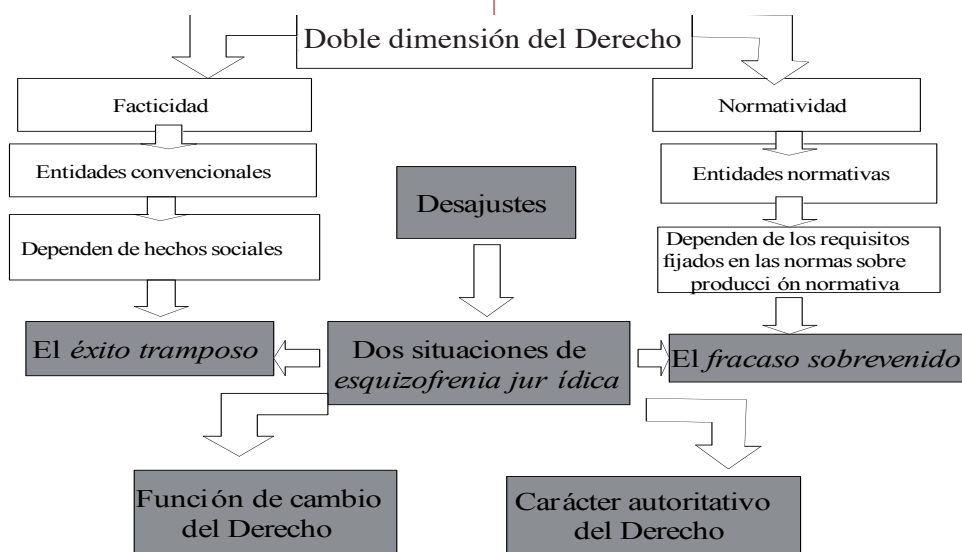 Doble dimensión del Derecho
Facticidad
Normatividad
Entidades convencionales
Entidades normativas
Desajustes
Dependen de hechos sociales
Dependen de los requisitos
fijados en las normas sobre
producci ón normativa
El éxito tramposo
Dos situaciones de
esquizofrenia jur ídica
El fracaso sobrevenido
Función de cambio
del Derecho
Carácter autoritativo
del Derecho